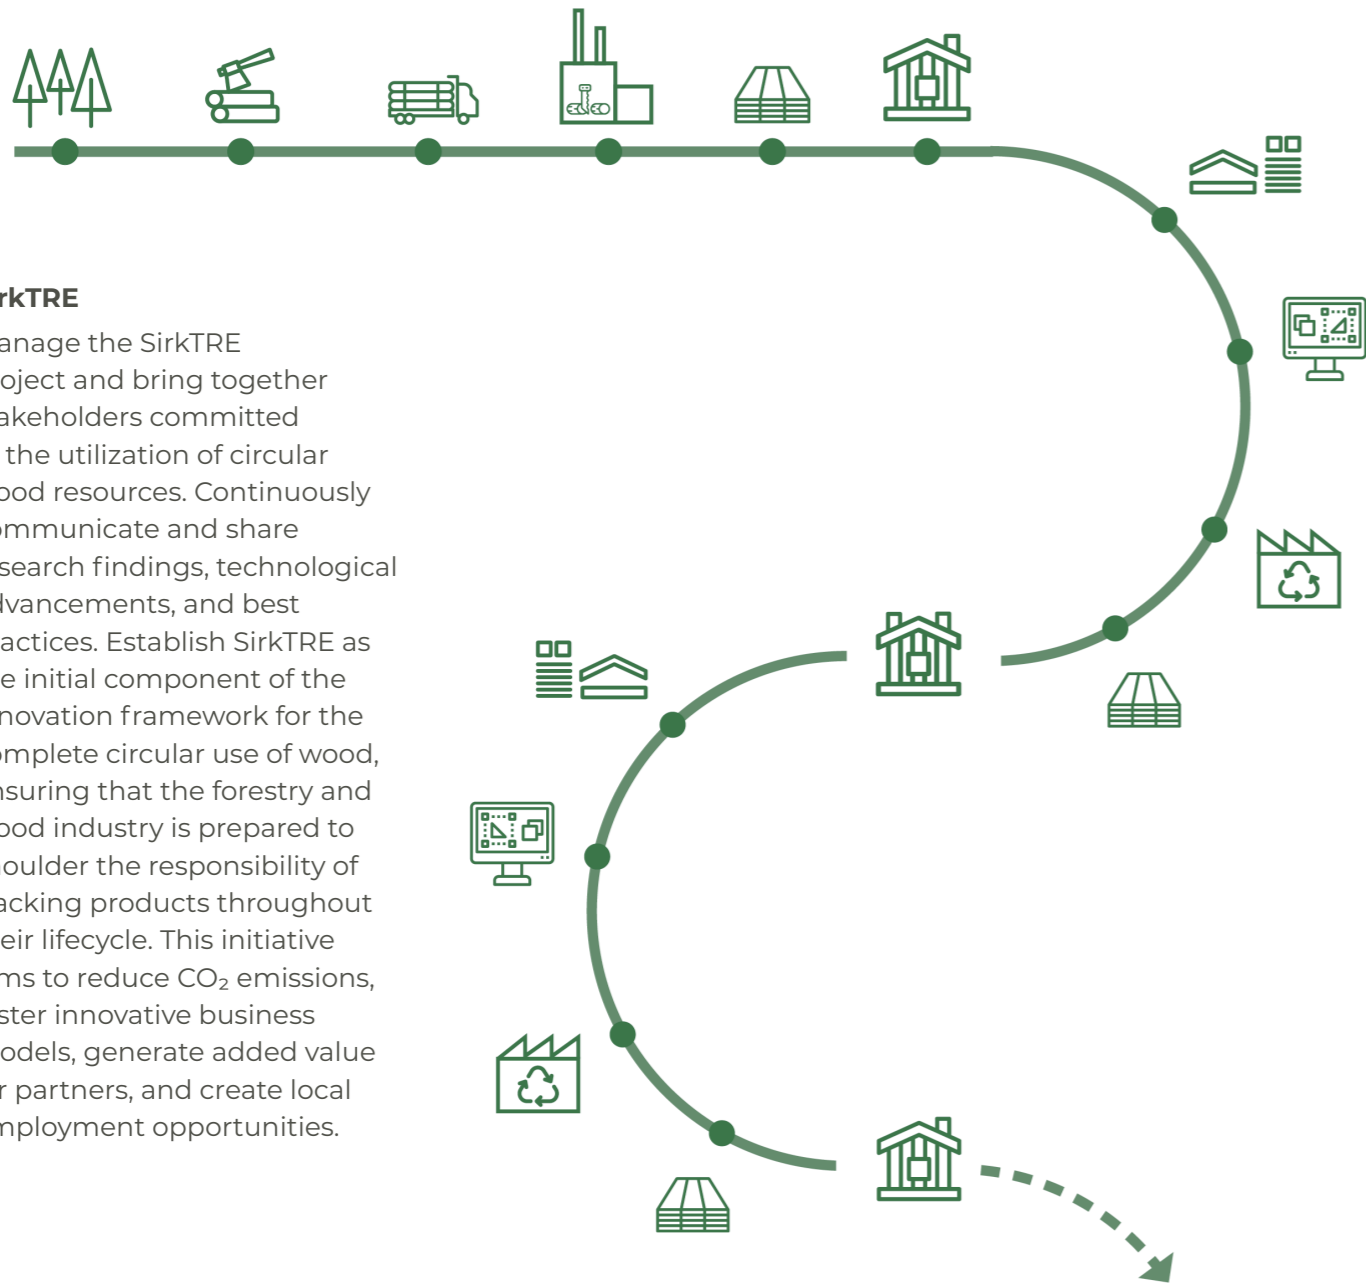 rkTRE
anage the SirkTRE
oject and bring together
akeholders committed
the utilization of circular
ood resources. Continuously
ommunicate and share
search findings, technological
dvancements, and best
actices. Establish SirkTRE as
e initial component of the
novation framework for the
omplete circular use of wood,
nsuring that the forestry and
ood industry is prepared to
houlder the responsibility of
acking products throughout
eir lifecycle. This initiative
ms to reduce CO₂ emissions,
ster innovative business
odels, generate added value
r partners, and create local
mployment opportunities.